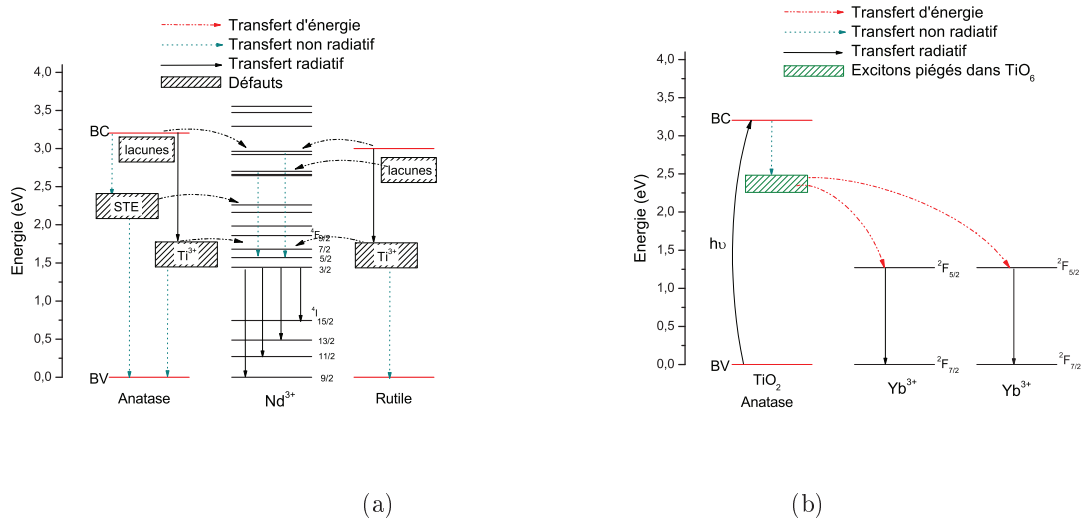 Transfert d'énergie
Transfert non radiatif
Transfert radiatif
Défauts
4,0
3,5
3,0
2,5
2,0
1,5
1,0
0,5
0,0
Energie (eV)
BC
lacunes
STE
Ti³⁺
BV
Anatase
⁴F₉/₂
7/2
5/2
3/2
⁴I
15/2
13/2
11/2
9/2
Nd³⁺
lacunes
Ti³⁺
Rutile
(a)
Transfert d'énergie
Transfert non radiatif
Transfert radiatif
Excitons piégés dans TiO₆
4,0
3,5
3,0
2,5
2,0
1,5
1,0
0,5
0,0
Energie (eV)
BC
hυ
BV
TiO₂
Anatase
²F₅/₂
²F₇/₂
Yb³⁺
²F₅/₂
²F₇/₂
Yb³⁺
(b)